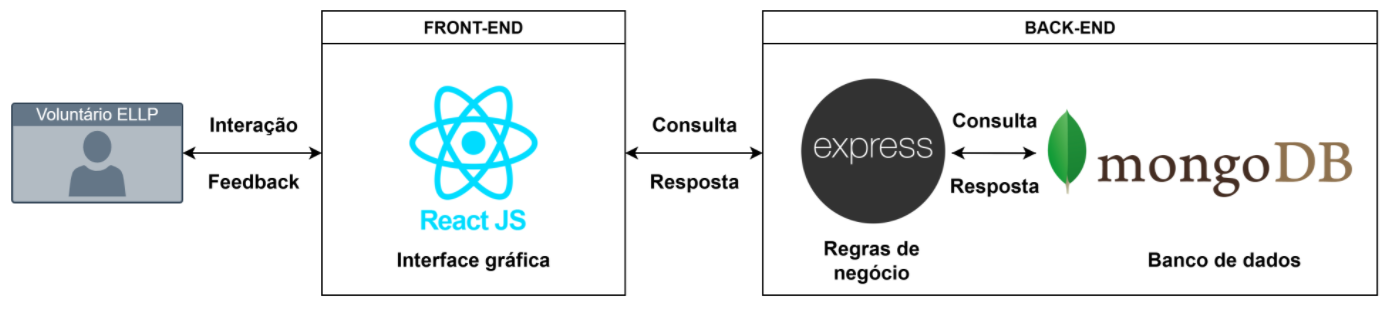 FRONT-END
BACK-END
Voluntário ELLP
Interação
Feedback
React JS
Interface gráfica
Consulta
Resposta
express
Regras de
negócio
Consulta
Resposta
mongoDB
Banco de dados